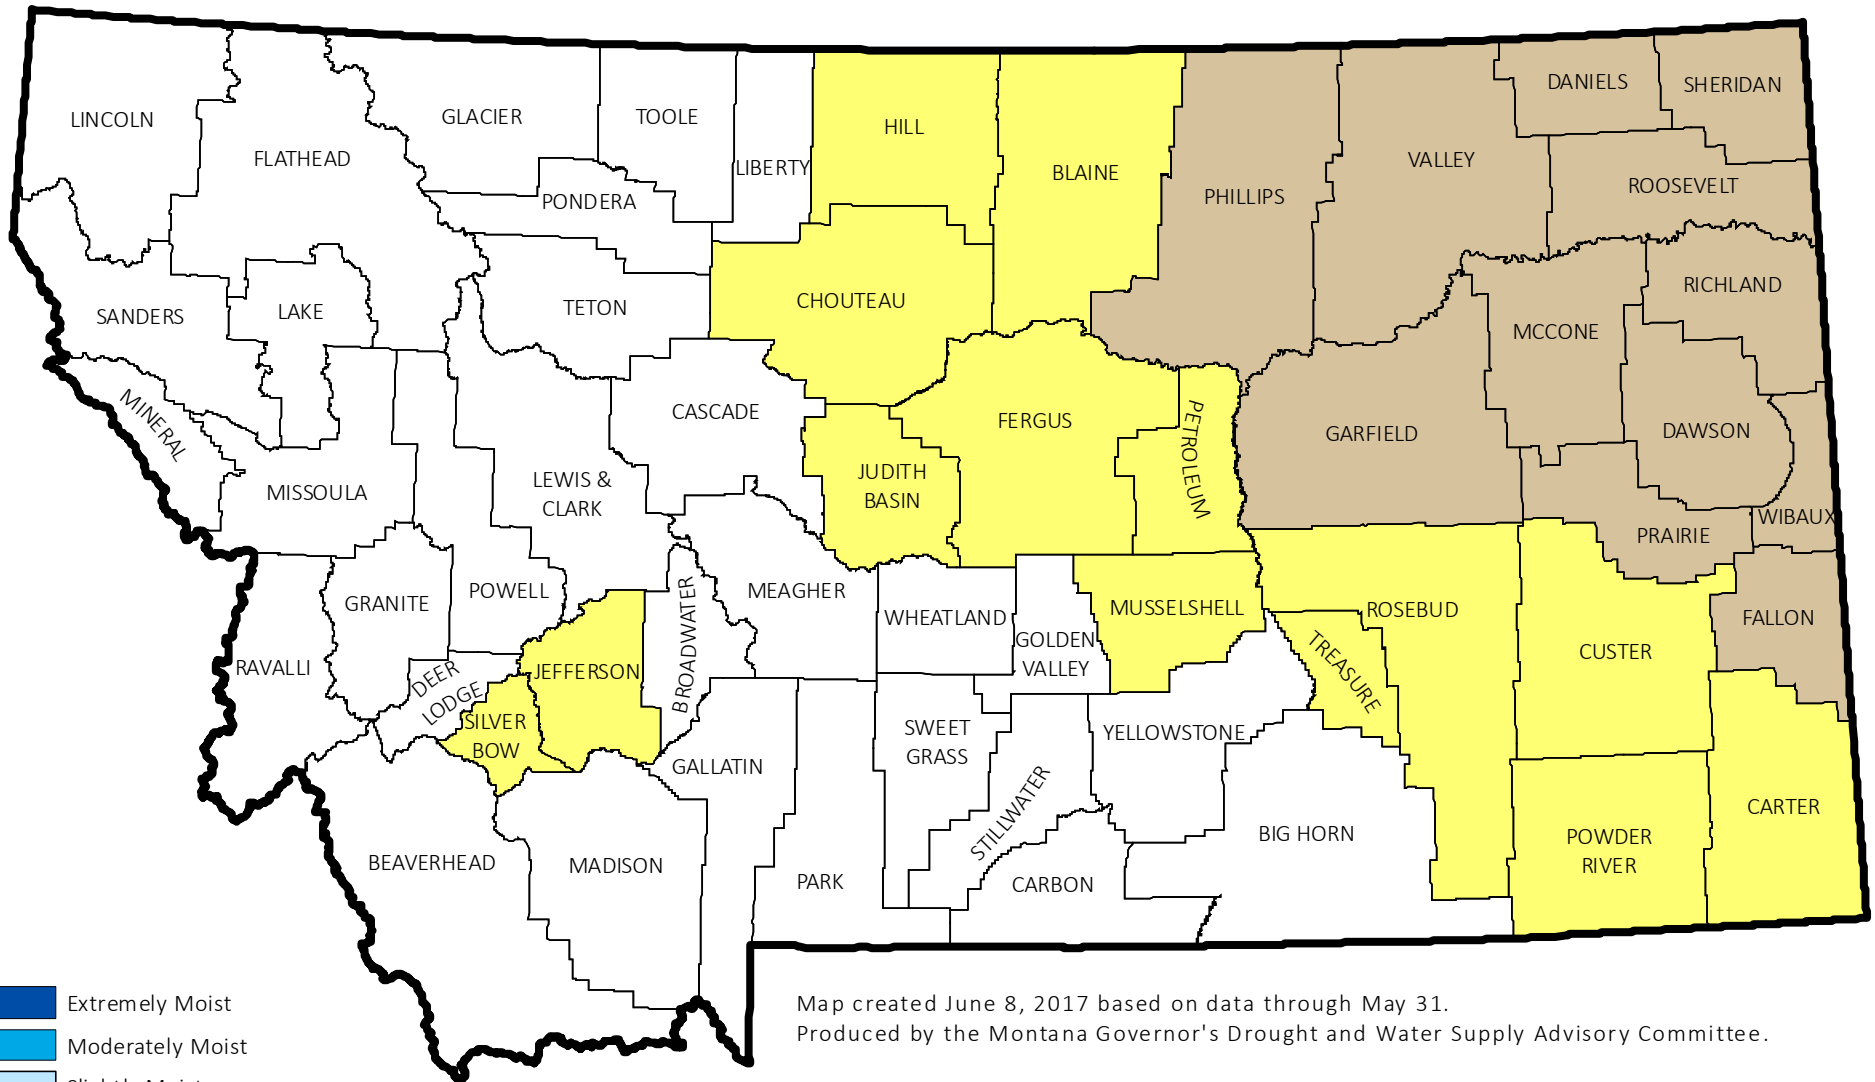 LINCOLN
FLATHEAD
GLACIER
TOOLE
LIBERTY
HILL
BLAINE
PHILLIPS
VALLEY
DANIELS
SHERIDAN
ROOSEVELT
PONDERA
SANDERS
LAKE
TETON
CHOUTEAU
MCCONE
RICHLAND
MINERAL
MISSOULA
LEWIS &
CLARK
CASCADE
JUDITH
BASIN
FERGUS
PETROLEUM
GARFIELD
DAWSON
PRAIRIE
WIBAUX
RAVALLI
GRANITE
POWELL
DEER
LODGE
JEFFERSON
BROADWATER
MEAGHER
WHEATLAND
GOLDEN
VALLEY
MUSSELSHELL
TREASURE
ROSEBUD
CUSTER
FALLON
SILVER
BOW
GALLATIN
SWEET
GRASS
STILLWATER
YELLOWSTONE
BIG HORN
POWDER
RIVER
CARTER
BEAVERHEAD
MADISON
PARK
CARBON
Extremely Moist
Moderately Moist
Slightly Moist
Map created June 8, 2017 based on data through May 31.
Produced by the Montana Governor's Drought and Water Supply Advisory Committee.